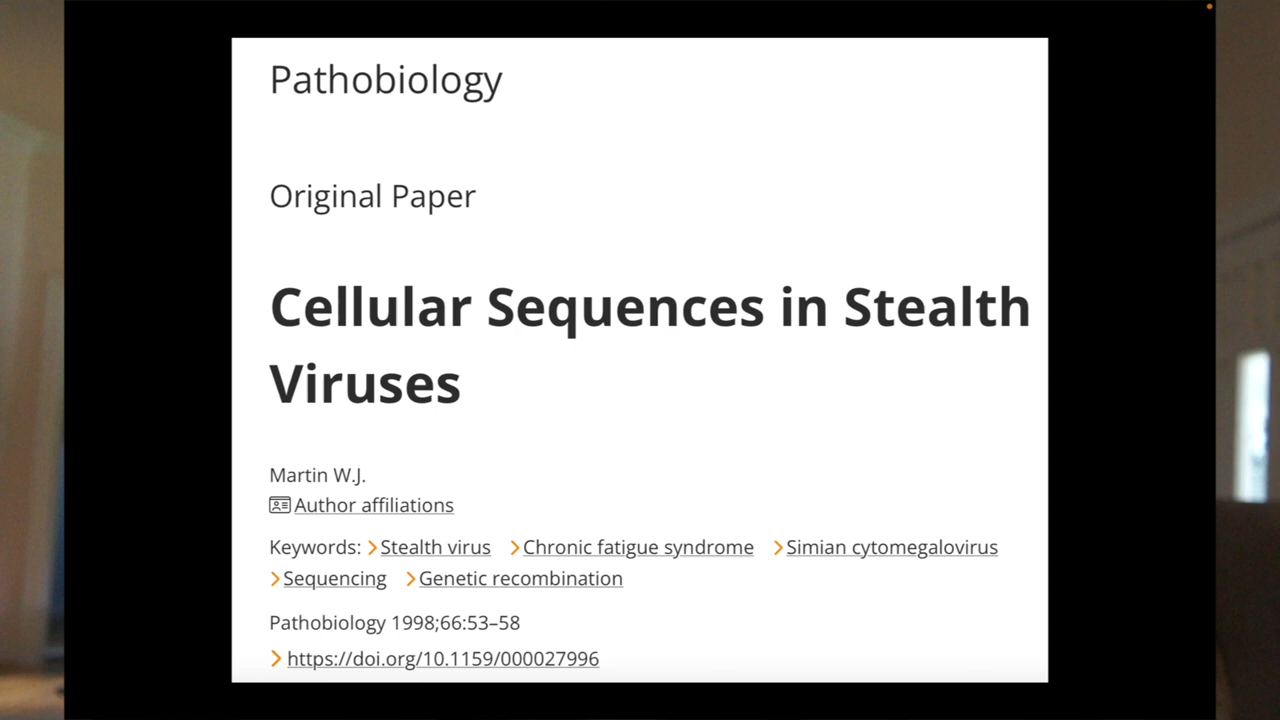 Pathobiology
Original Paper
Cellular Sequences in Stealth
Viruses
Martin W.J.
Author affiliations
Keywords: Stealth virus Chronic fatigue syndrome Simian cytomegalovirus
Sequencing Genetic recombination
Pathobiology 1998;66:53–58
https://doi.org/10.1159/000027996